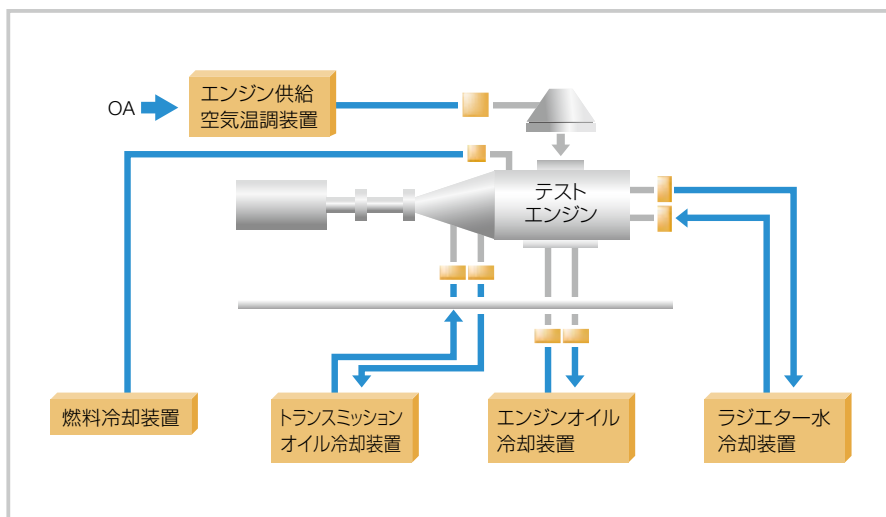 エンジン供給
空気温調装置
OA
テスト
エンジン
燃料冷却装置
トランスミッション
オイル冷却装置
エンジンオイル
冷却装置
ラジエター水
冷却装置